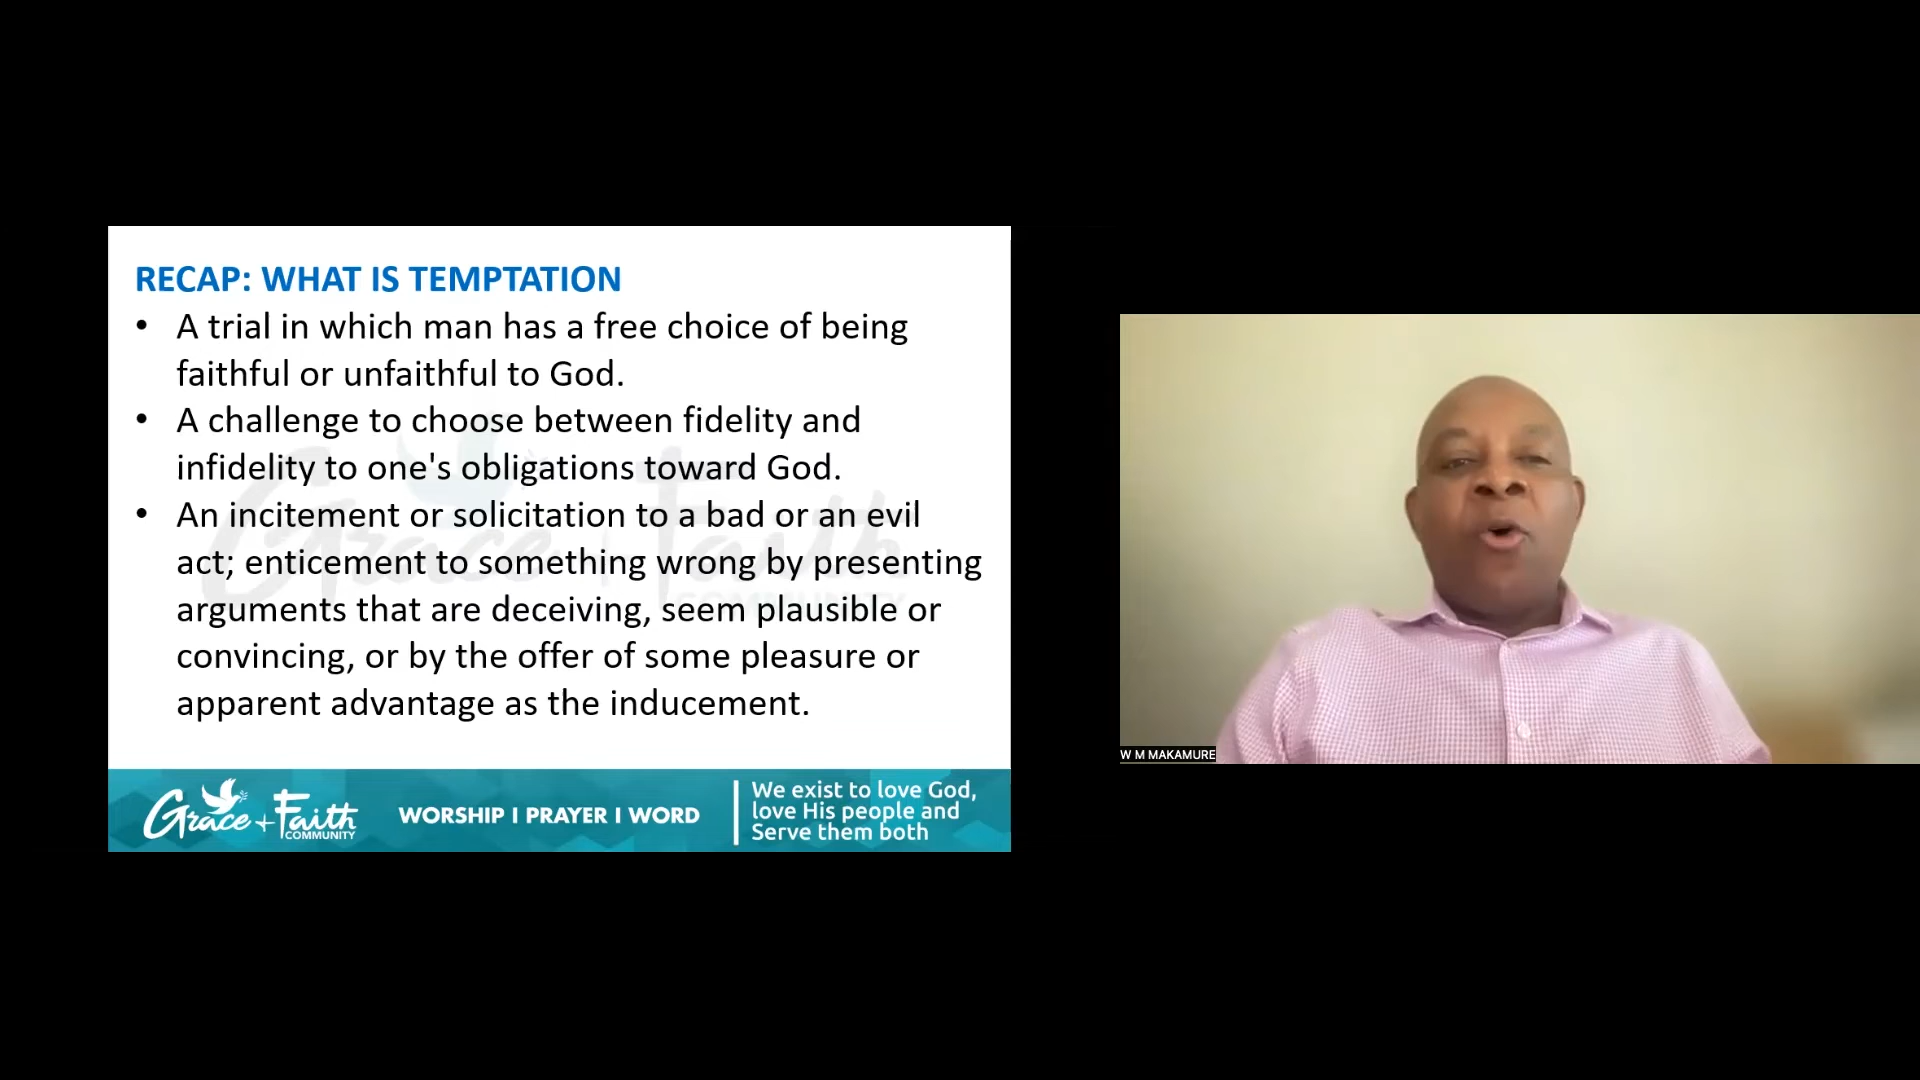 RECAP: WHAT IS TEMPTATION
• A trial in which man has a free choice of being
faithful or unfaithful to God.
• A challenge to choose between fidelity and
infidelity to one's obligations toward God.
• An incitement or solicitation to a bad or an evil
act; enticement to something wrong by presenting
arguments that are deceiving, seem plausible or
convincing, or by the offer of some pleasure or
apparent advantage as the inducement.
Grace + Faith
COMMUNITY
WORSHIP I PRAYER I WORD
We exist to love God,
love His people and
Serve them both
W M MAKAMURE